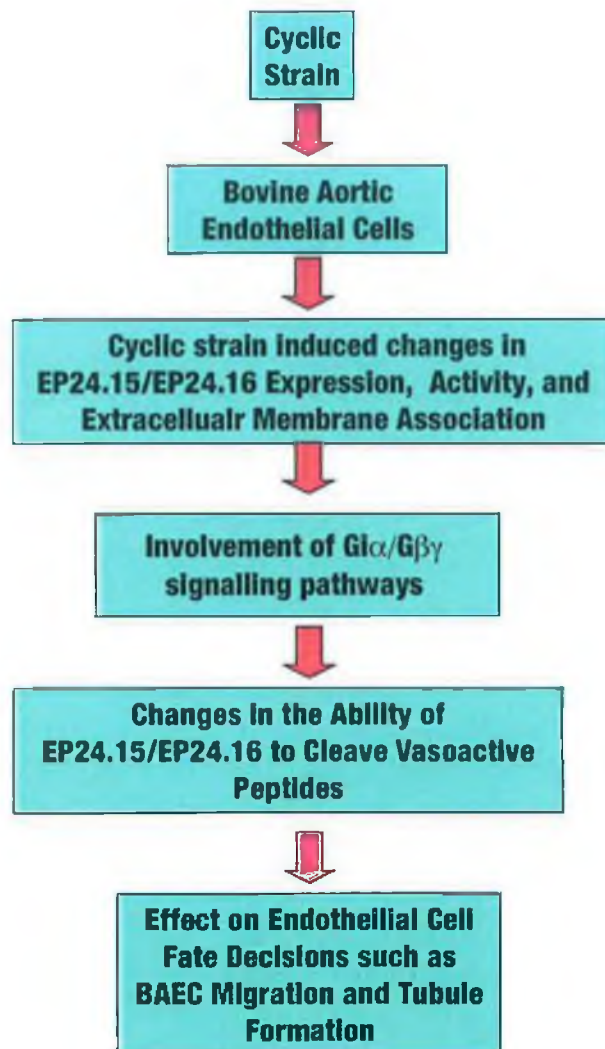 Cyclic
Strain
Bovine Aortic
Endothelial Cells
Cyclic strain induced changes in
EP24.15/EP24.16 Expression, Activity, and
Extracellualr Membrane Association
Involvement of Giα/Gβγ
signalling pathways
Changes in the Ability of
EP24.15/EP24.16 to Cleave Vasoactive
Peptides
Effect on Endotheilial Cell
Fate Decisions such as
BAEC Migration and Tubule
Formation